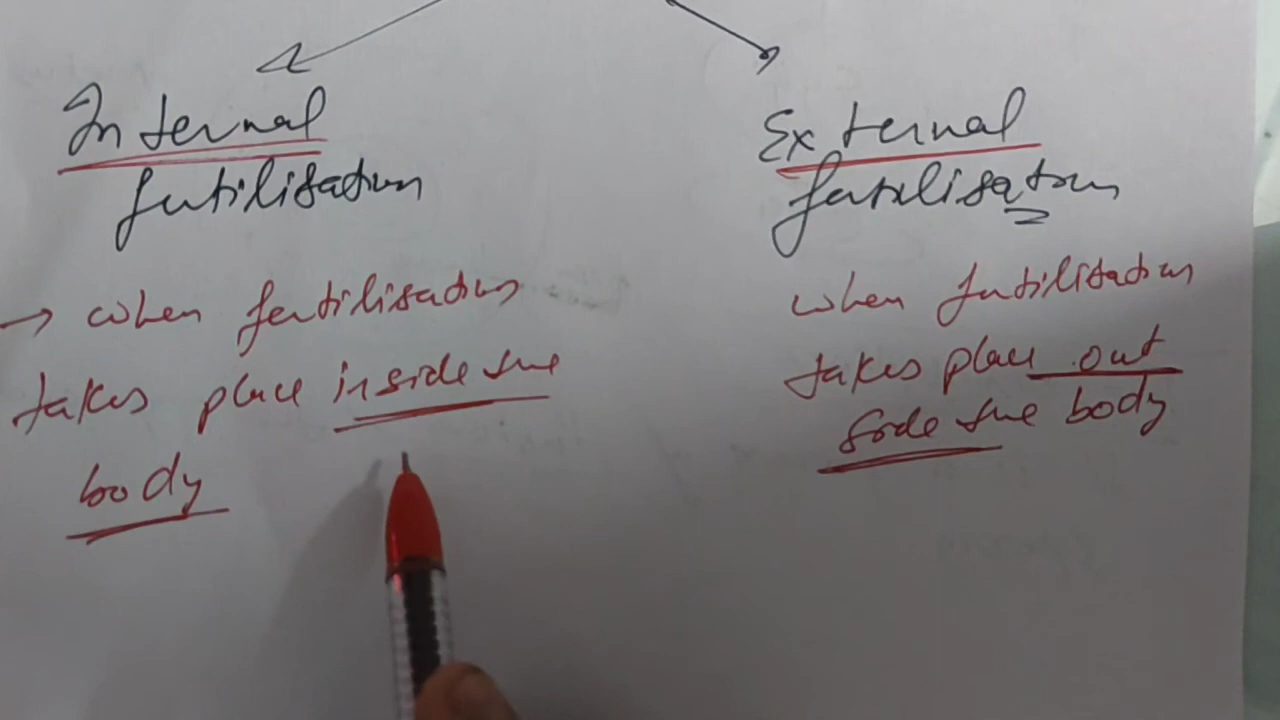 Internal
fertilisation
→ when fertilisation
takes place inside the
body
External
fertilisation
when fertilisation
takes place out
side the body